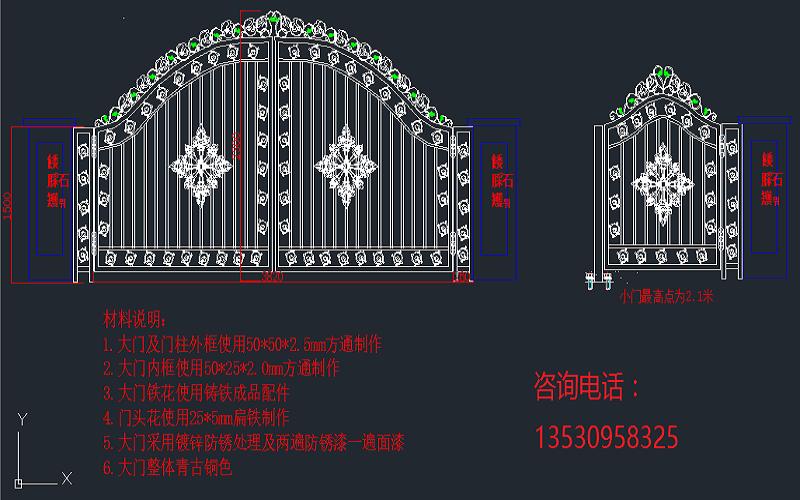 1500
3820
小门最高点为2.1米
材料说明:
1.大门及门柱外框使用50*50*2.5mm方通制作
2.大门内框使用50*25*2.0mm方通制作
3.大门铁花使用铸铁成品配件
4.门头花使用25*5mm扁铁制作
5.大门采用镀锌防锈处理及两遍防锈漆一遍面漆
6.大门整体青古铜色
咨询电话：
13530958325
Y
X